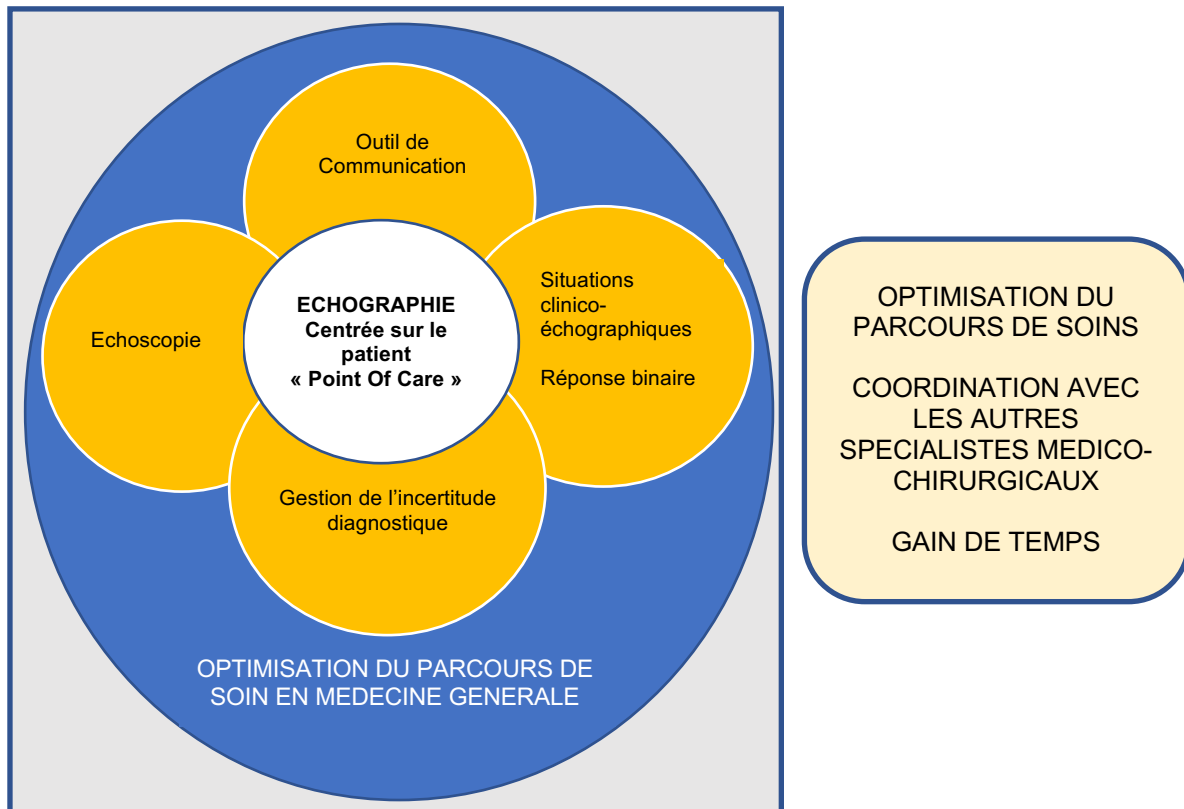 Outil de
Communication
Echoscopie
ECHOGRAPHIE
Centrée sur le
patient
« Point Of Care »
Situations
clinico-
échographiques
Réponse binaire
Gestion de l’incertitude
diagnostique
OPTIMISATION DU PARCOURS DE
SOIN EN MEDECINE GENERALE
OPTIMISATION DU
PARCOURS DE SOINS
COORDINATION AVEC
LES AUTRES
SPECIALISTES MEDICO-
CHIRURGICAUX
GAIN DE TEMPS